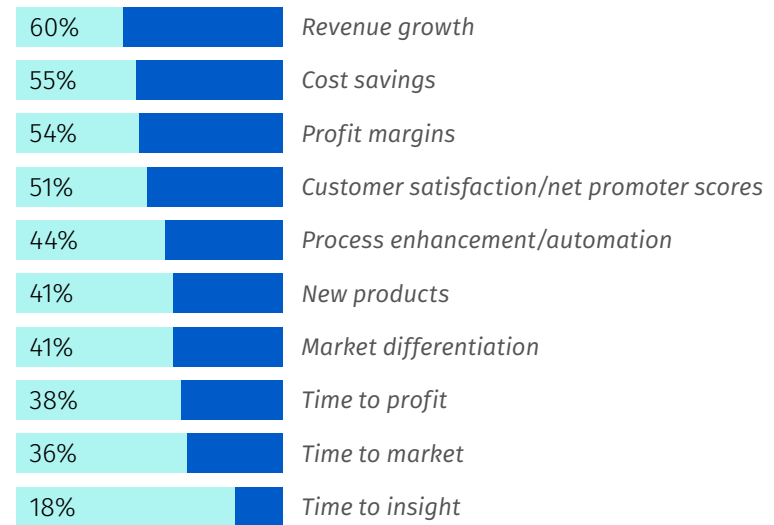 60% Revenue growth
55% Cost savings
54% Profit margins
51% Customer satisfaction/net promoter scores
44% Process enhancement/automation
41% New products
41% Market differentiation
38% Time to profit
36% Time to market
18% Time to insight